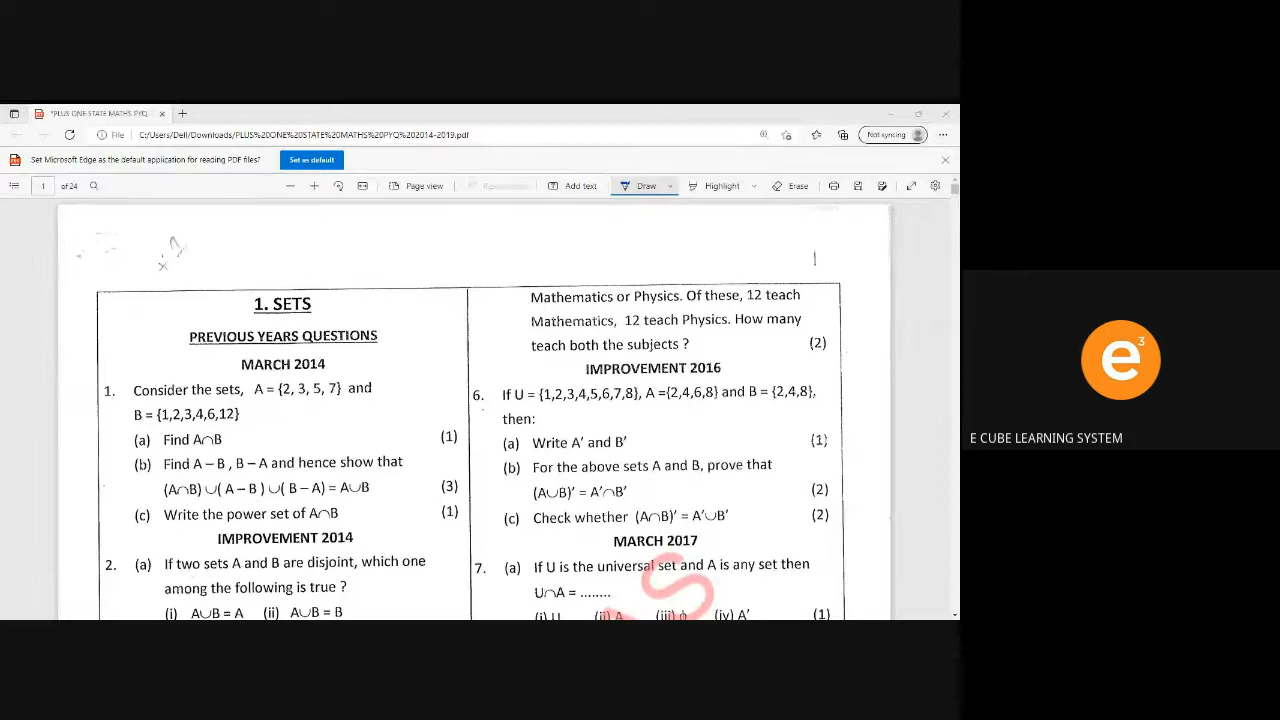 *PLUS ONE STATE MATHS PYQ
File
C:/Users/Dell/Downloads/PLUS%20ONE%20STATE%20MATHS%20PYQ%202014-2019.pdf
Not syncing
Set Microsoft Edge as the default application for reading PDF files?
Set as default
1 of 24
Page view
Add text
Draw
Highlight
Erase
1
1. SETS
PREVIOUS YEARS QUESTIONS
MARCH 2014
1. Consider the sets, A = {2, 3, 5, 7} and
B = {1,2,3,4,6,12}
(a) Find A∩B (1)
(b) Find A – B , B – A and hence show that
(A∩B) ∪( A – B ) ∪( B – A) = A∪B (3)
(c) Write the power set of A∩B (1)
IMPROVEMENT 2014
2. (a) If two sets A and B are disjoint, which one
among the following is true ?
(i) A∪B = A (ii) A∪B = B
Mathematics or Physics. Of these, 12 teach
Mathematics, 12 teach Physics. How many
teach both the subjects ? (2)
IMPROVEMENT 2016
6. If U = {1,2,3,4,5,6,7,8}, A ={2,4,6,8} and B = {2,4,8},
then:
(a) Write A′ and B′ (1)
(b) For the above sets A and B, prove that
(A∪B)′ = A′∩B′ (2)
(c) Check whether (A∩B)′ = A′∪B′ (2)
MARCH 2017
7. (a) If U is the universal set and A is any set then
U∩A = ........
(i) U (ii) A (iii) ϕ (iv) A′ (1)
e3
E CUBE LEARNING SYSTEM